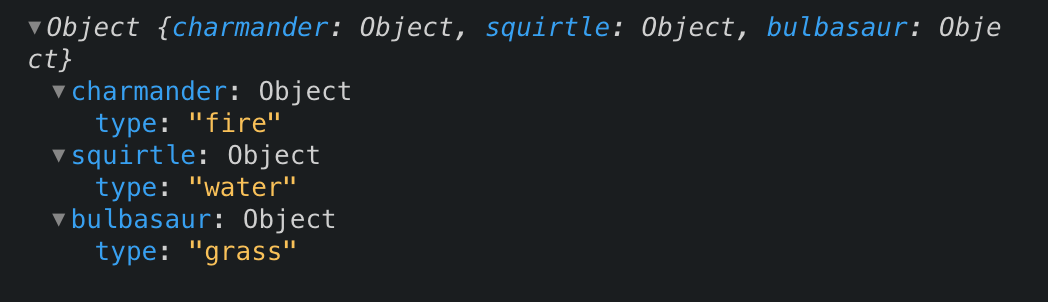 ▼Object {charmander: Object, squirtle: Object, bulbasaur: Obje
ct}
▼charmander: Object
type: "fire"
▼squirtle: Object
type: "water"
▼bulbasaur: Object
type: "grass"